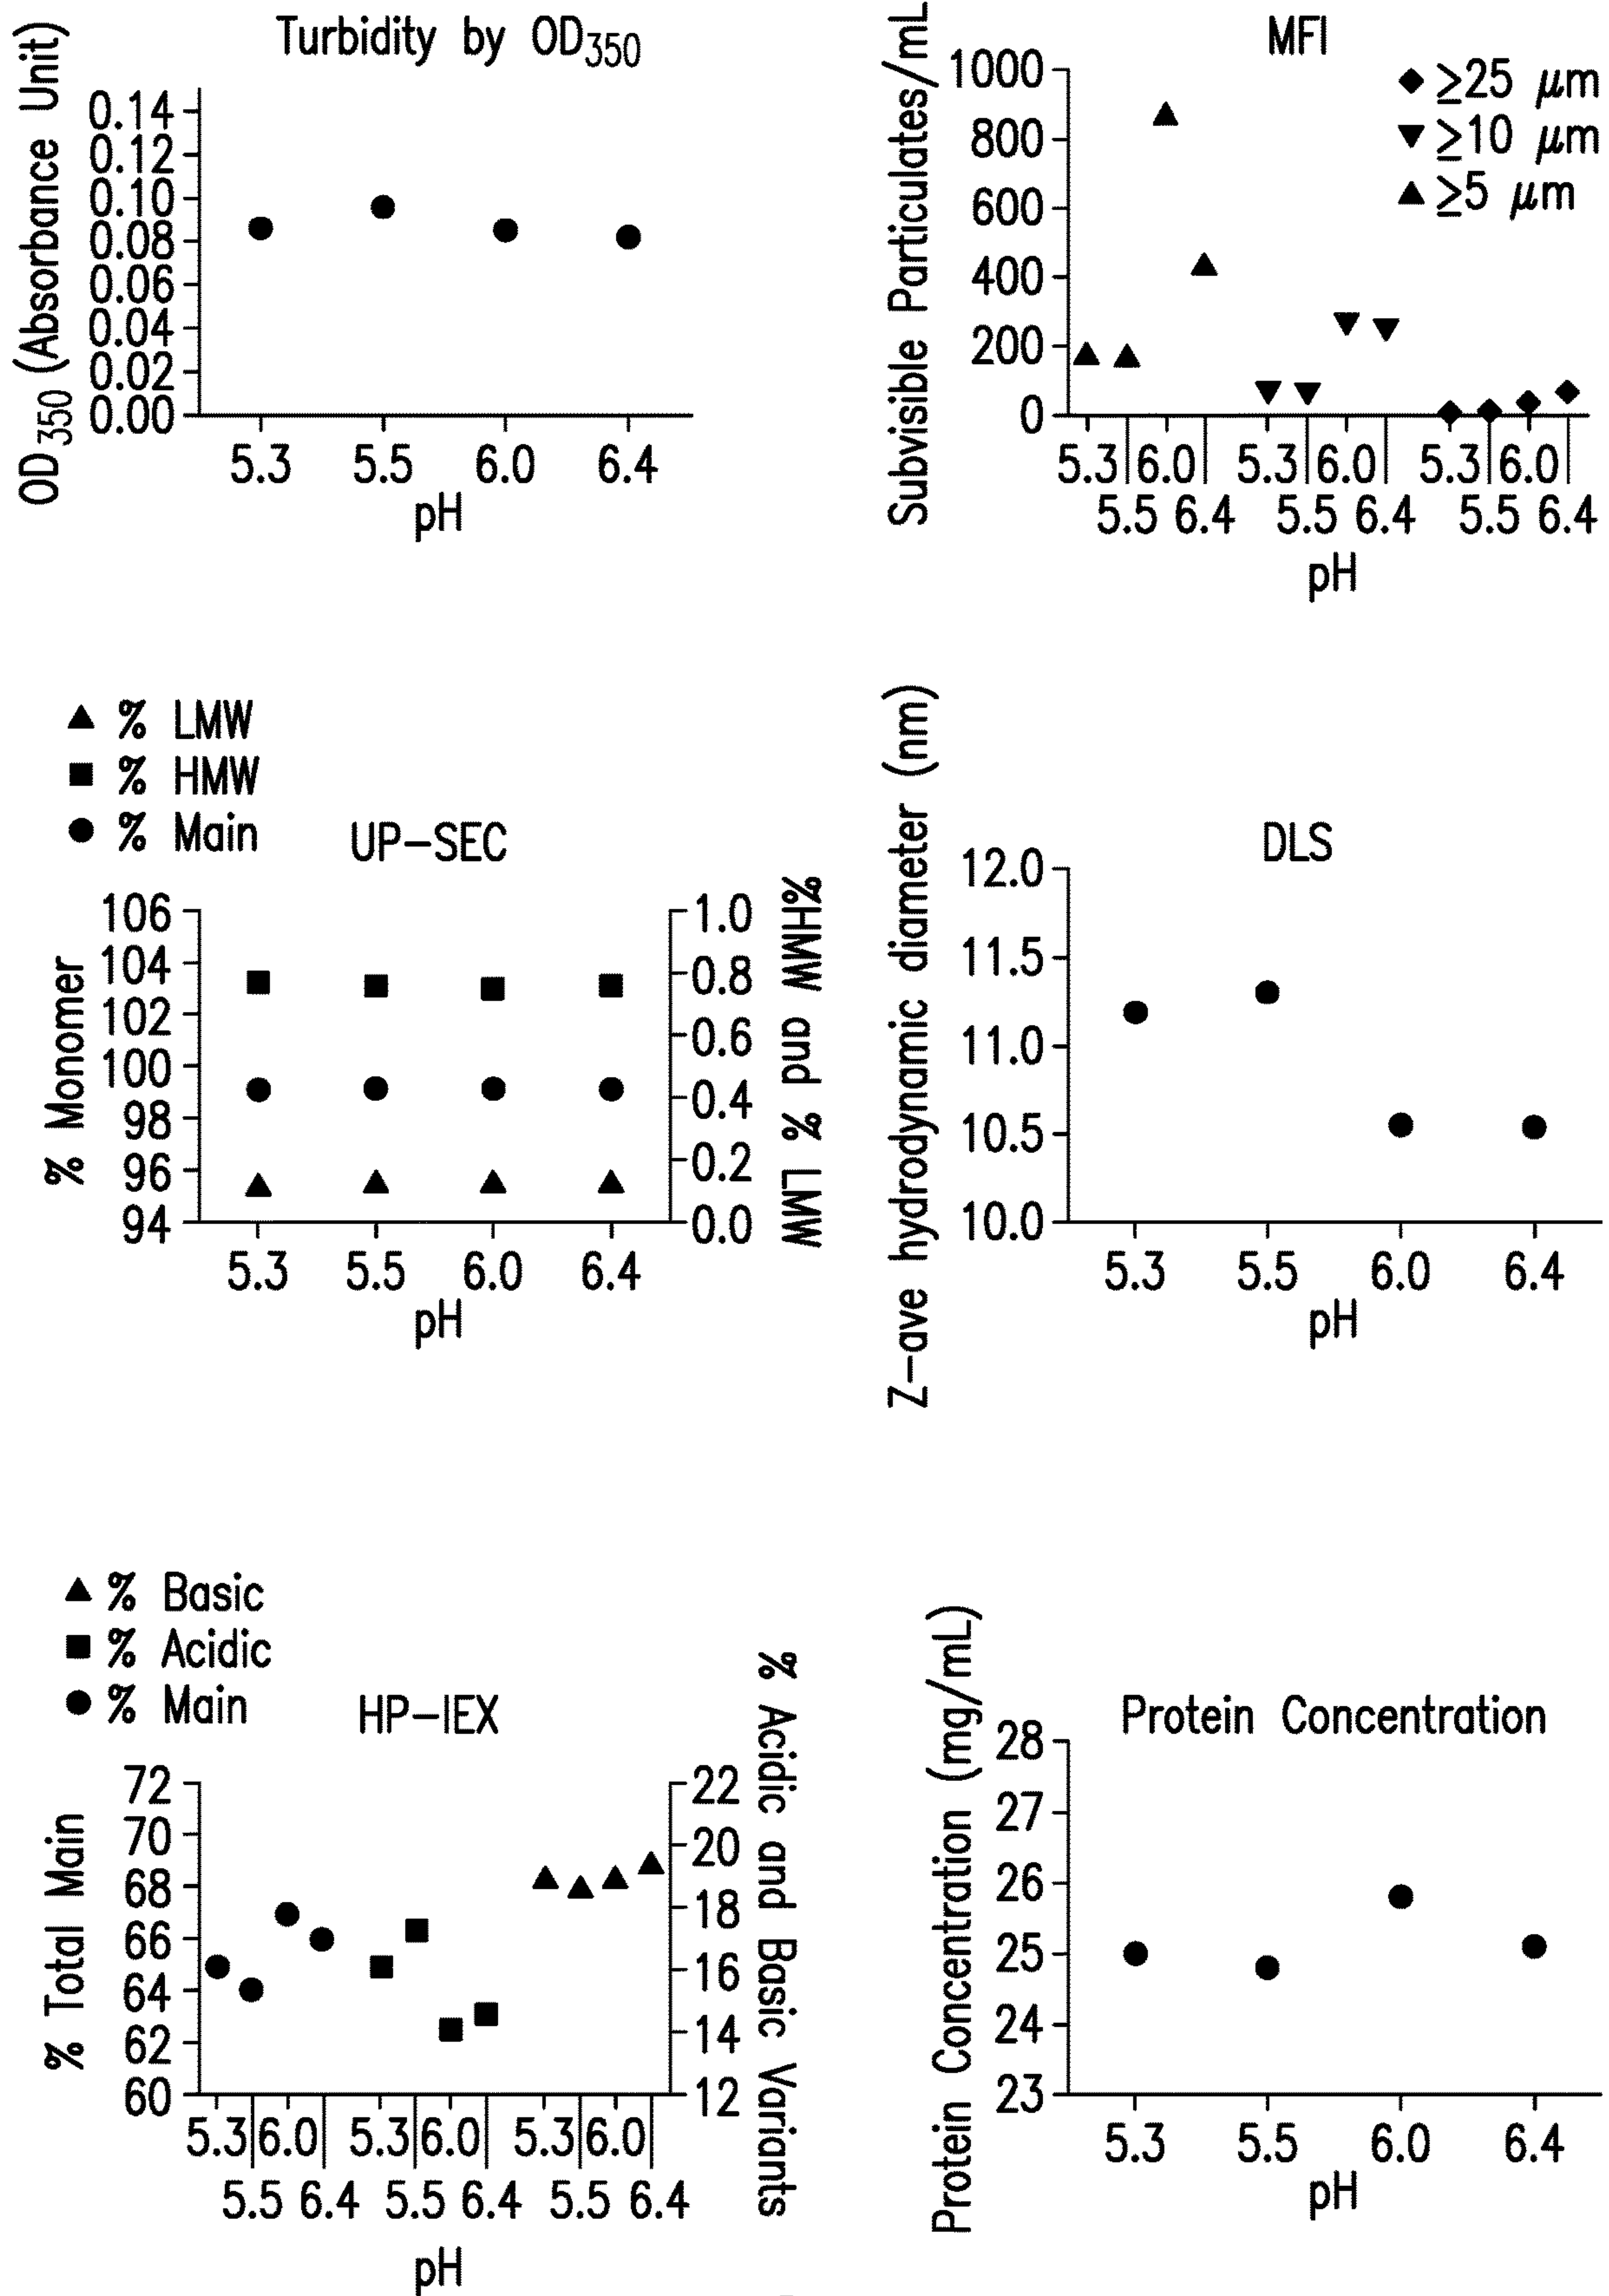 Turbidity by OD350
OD350 (Absorbance Unit)
0.14
0.12
0.10
0.08
0.06
0.04
0.02
0.00
5.3 5.5 6.0 6.4
pH
MFI
≥25 μm
≥10 μm
≥5 μm
Subvisible Particulates/mL
1000
800
600
400
200
0
5.3 6.0 5.3 6.0 5.3 6.0
5.5 6.4 5.5 6.4 5.5 6.4
pH
% LMW
% HMW
% Main
UP-SEC
% Monomer
106
104
102
100
98
96
94
1.0
0.8
0.6
0.4
0.2
0.0
%HMW and % LMW
5.3 5.5 6.0 6.4
pH
DLS
Z-ave hydrodynamic diameter (nm)
12.0
11.5
11.0
10.5
10.0
5.3 5.5 6.0 6.4
pH
% Basic
% Acidic
% Main
HP-IEX
% Total Main
72
70
68
66
64
62
60
22
20
18
16
14
12
% Acidic and Basic Variants
5.3 6.0 5.3 6.0 5.3 6.0
5.5 6.4 5.5 6.4 5.5 6.4
pH
Protein Concentration
Protein Concentration (mg/mL)
28
27
26
25
24
23
5.3 5.5 6.0 6.4
pH